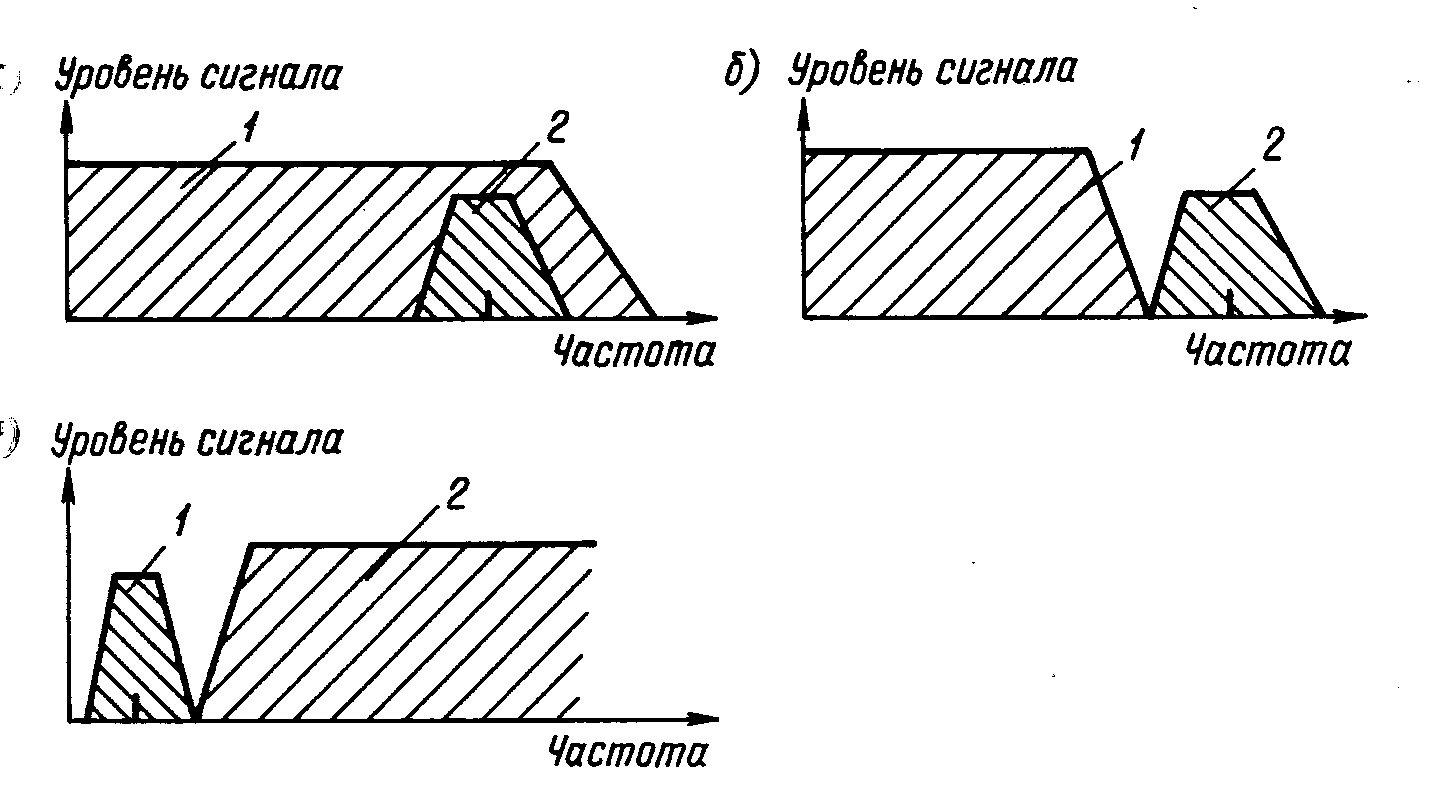 Уровень сигнала
1
2
Частота
б) Уровень сигнала
1
2
Частота
Уровень сигнала
1
2
Частота